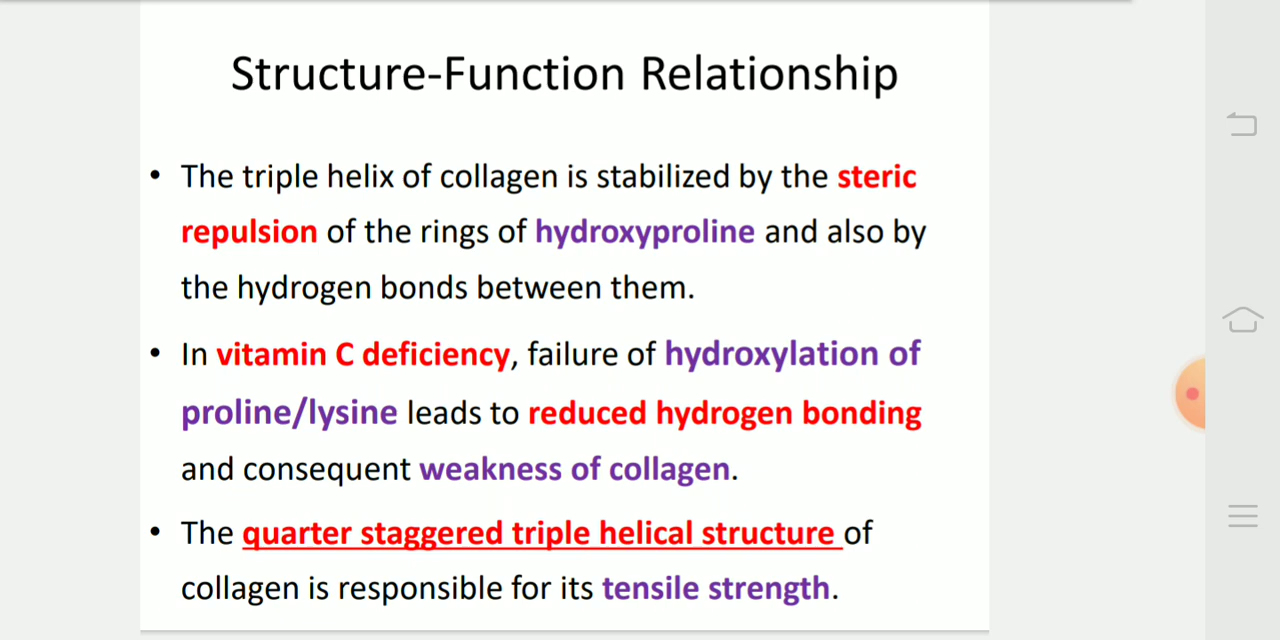 Structure-Function Relationship
• The triple helix of collagen is stabilized by the steric
repulsion of the rings of hydroxyproline and also by
the hydrogen bonds between them.
• In vitamin C deficiency, failure of hydroxylation of
proline/lysine leads to reduced hydrogen bonding
and consequent weakness of collagen.
• The quarter staggered triple helical structure of
collagen is responsible for its tensile strength.